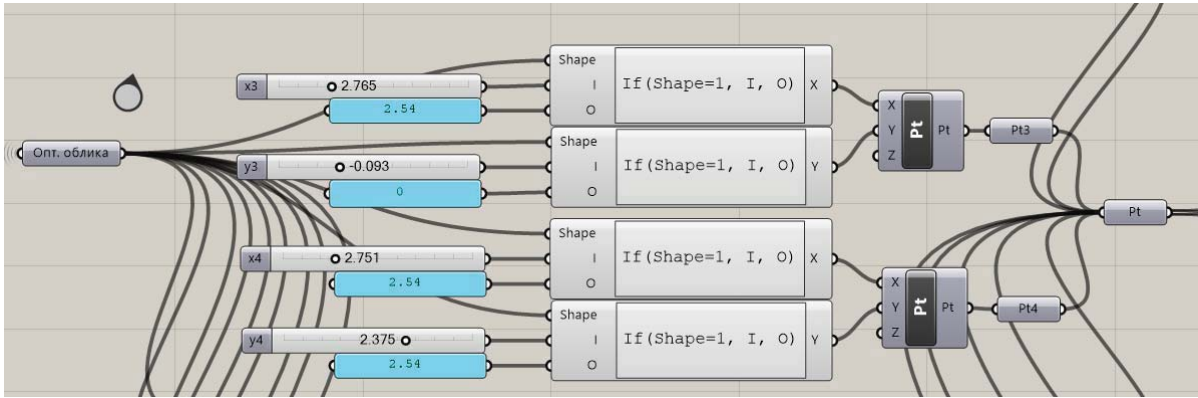 Опт. облика
x3 2.765
2.54
Shape
I
O
If(Shape=1, I, O) X
y3 -0.093
0
Shape
I
O
If(Shape=1, I, O) Y
X
Y
Z
Pt
Pt
Pt3
x4 2.751
2.54
Shape
I
O
If(Shape=1, I, O) X
y4 2.375
2.54
Shape
I
O
If(Shape=1, I, O) Y
X
Y
Z
Pt
Pt
Pt4
Pt